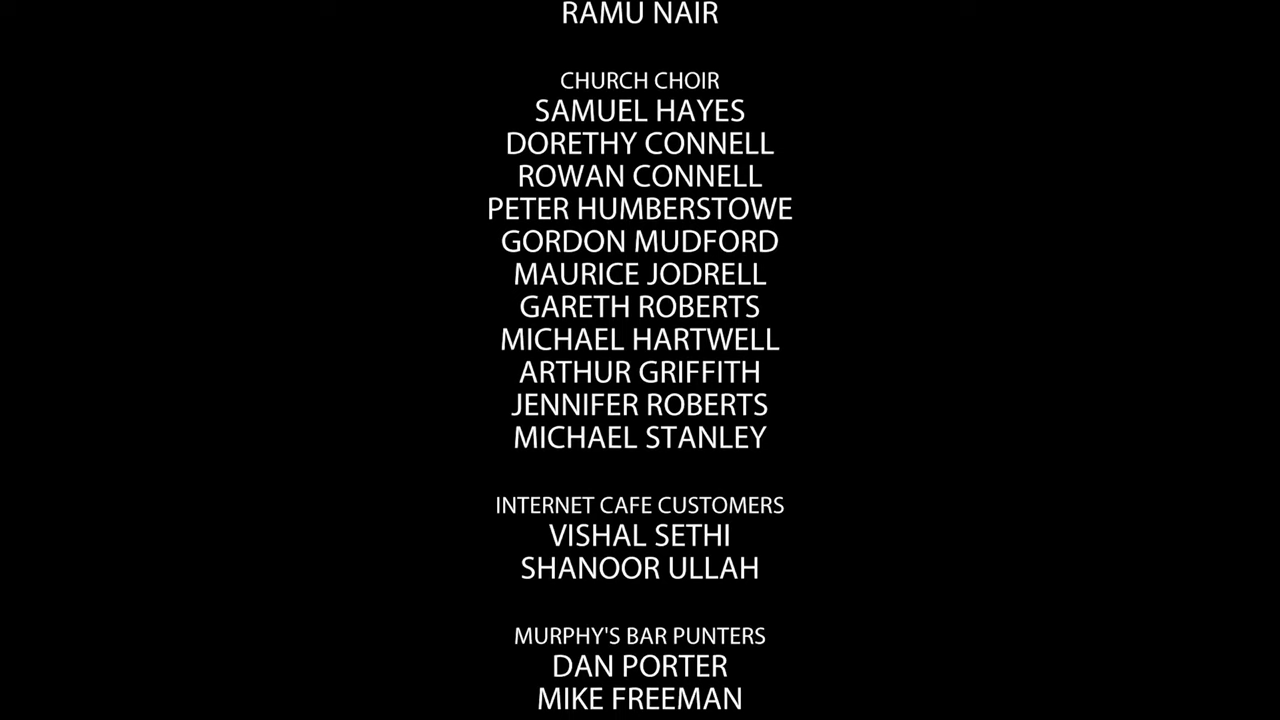 RAMU NAIR
CHURCH CHOIR
SAMUEL HAYES
DORETHY CONNELL
ROWAN CONNELL
PETER HUMBERSTOWE
GORDON MUDFORD
MAURICE JODRELL
GARETH ROBERTS
MICHAEL HARTWELL
ARTHUR GRIFFITH
JENNIFER ROBERTS
MICHAEL STANLEY
INTERNET CAFE CUSTOMERS
VISHAL SETHI
SHANOOR ULLAH
MURPHY'S BAR PUNTERS
DAN PORTER
MIKE FREEMAN